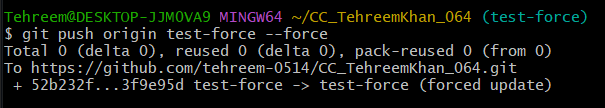 Tehreem@DESKTOP-JJMOVA9 MINGW64 ~/CC_TehreemKhan_064 (test-force)
$ git push origin test-force --force
Total 0 (delta 0), reused 0 (delta 0), pack-reused 0 (from 0)
To https://github.com/tehreem-0514/CC_TehreemKhan_064.git
 + 52b232f...3f9e95d test-force -> test-force (forced update)